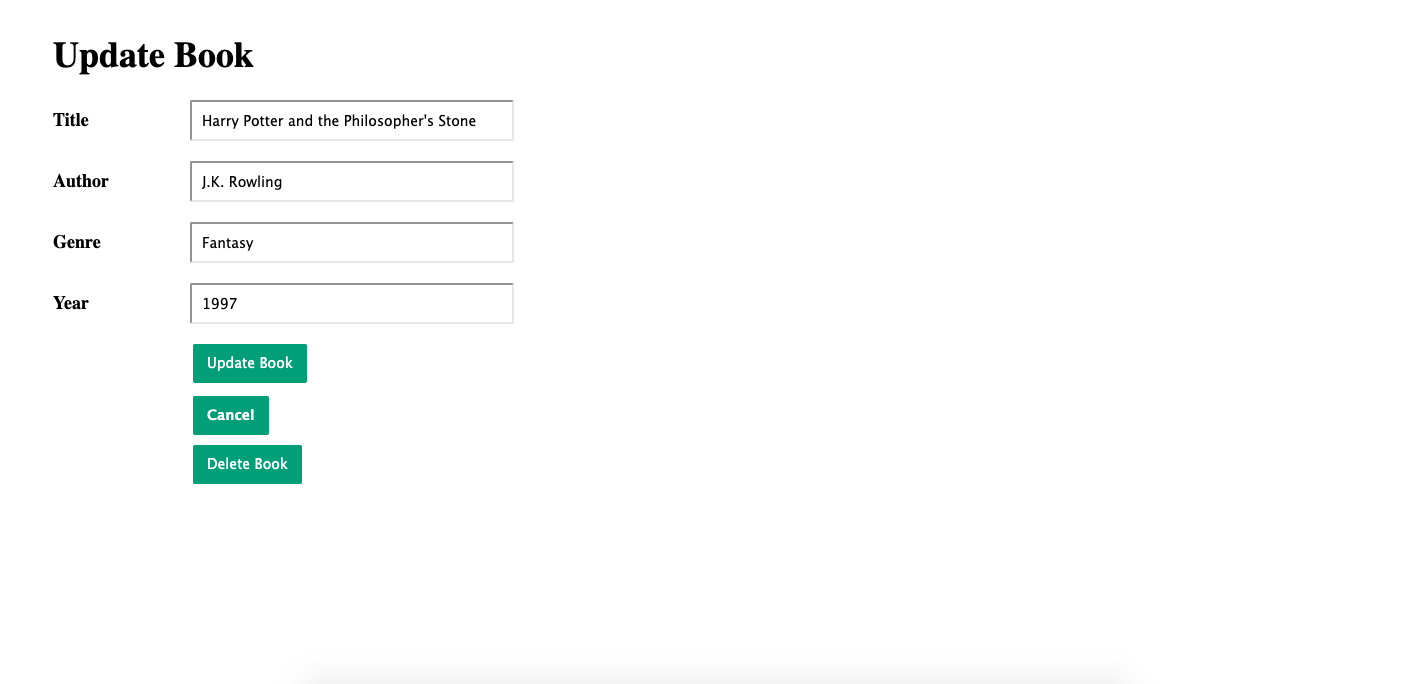 Update Book
Title Harry Potter and the Philosopher's Stone
Author J.K. Rowling
Genre Fantasy
Year 1997
Update Book
Cancel
Delete Book